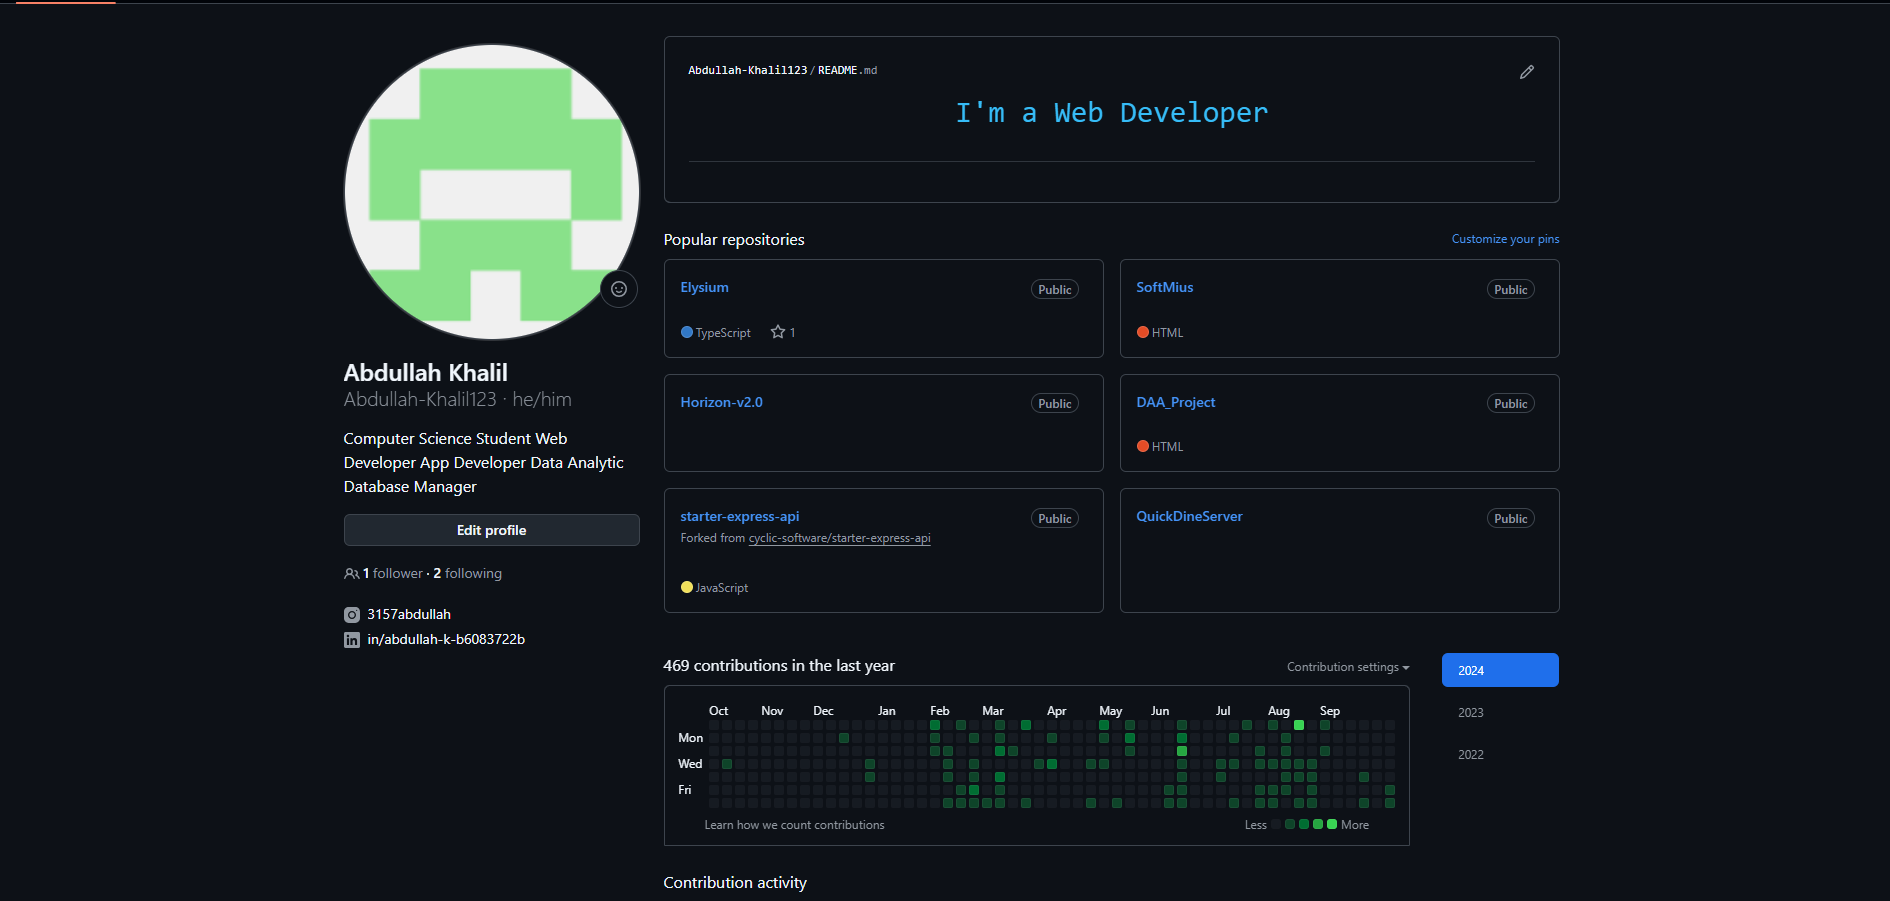 Abdullah-Khalil123/README.md
I'm a Web Developer
Abdullah Khalil
Abdullah-Khalil123 · he/him
Computer Science Student Web
Developer App Developer Data Analytic
Database Manager
Edit profile
1 follower · 2 following
3157abdullah
in/abdullah-k-b6083722b
Popular repositories
Customize your pins
Elysium
Public
TypeScript
1
SoftMius
Public
HTML
Horizon-v2.0
Public
DAA_Project
Public
HTML
starter-express-api
Public
Forked from cyclic-software/starter-express-api
JavaScript
QuickDineServer
Public
469 contributions in the last year
Contribution settings
2024
2023
2022
Oct Nov Dec Jan Feb Mar Apr May Jun Jul Aug Sep
Mon
Wed
Fri
Learn how we count contributions
Less More
Contribution activity